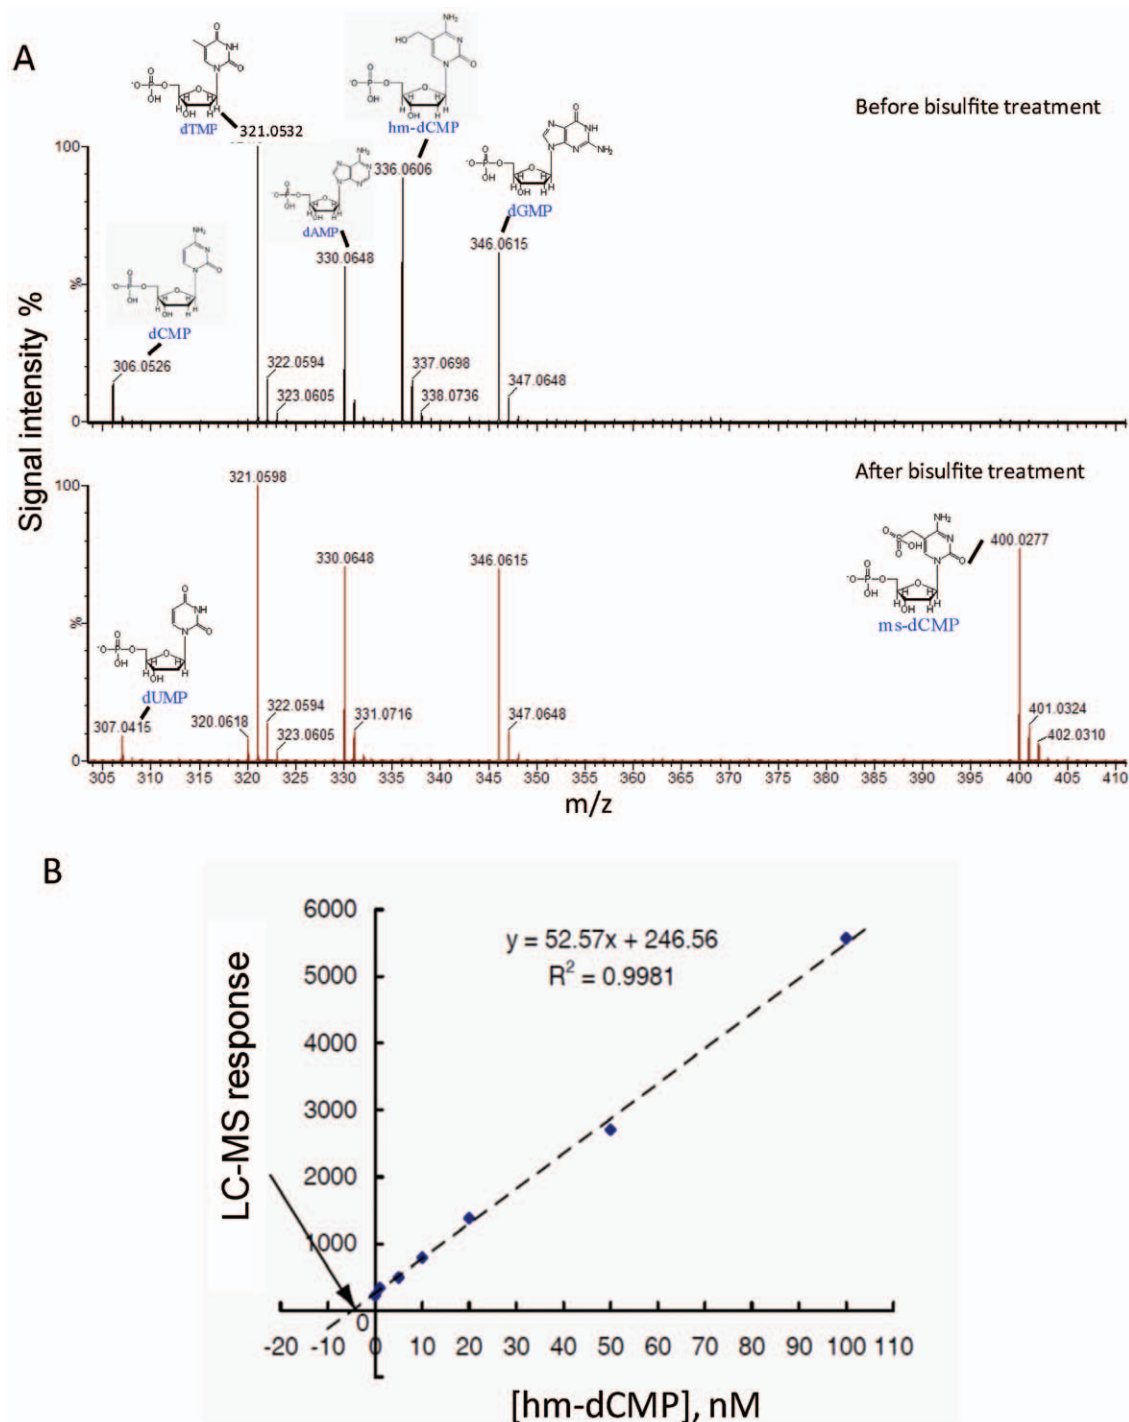 A
Before bisulfite treatment
dTMP
321.0532
hm-dCMP
336.0606
dGMP
346.0615
dAMP
330.0648
dCMP
306.0526
322.0594
323.0605
337.0698
338.0736
347.0648
100
%
0
Signal intensity %
After bisulfite treatment
321.0598
330.0648
346.0615
400.0277
ms-dCMP
dUMP
307.0415
320.0618
322.0594
323.0605
331.0716
347.0648
401.0324
402.0310
100
%
0
305 310 315 320 325 330 335 340 345 350 355 360 365 370 375 380 385 390 395 400 405 410
m/z
B
y = 52.57x + 246.56
R² = 0.9981
LC-MS response
6000
5000
4000
3000
2000
1000
0
-20 -10 0 10 20 30 40 50 60 70 80 90 100 110
[hm-dCMP], nM